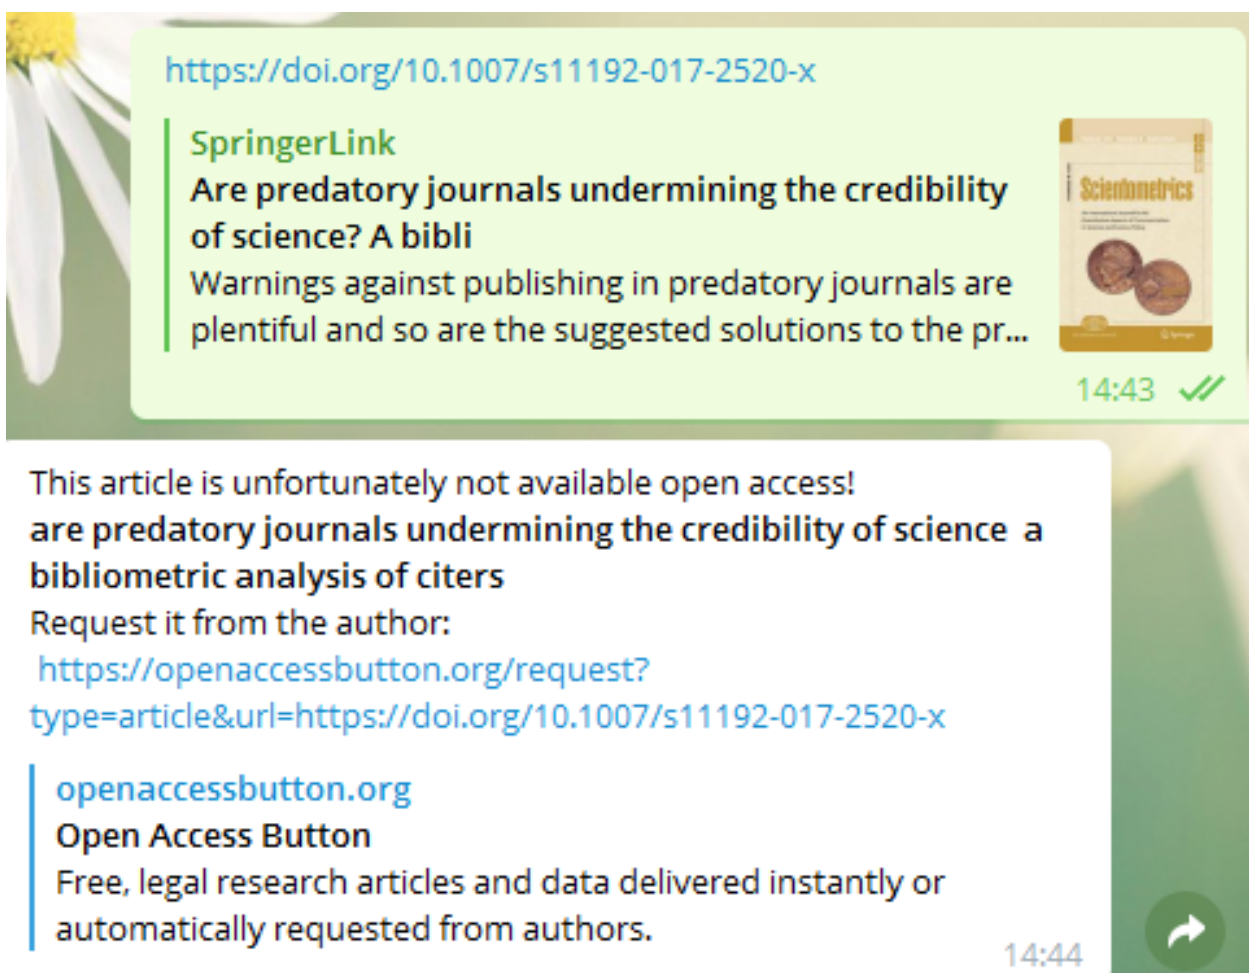 https://doi.org/10.1007/s11192-017-2520-x
SpringerLink
Are predatory journals undermining the credibility
of science? A bibli
Warnings against publishing in predatory journals are
plentiful and so are the suggested solutions to the pr...
Scientometrics
Springer
14:43
This article is unfortunately not available open access!
are predatory journals undermining the credibility of science  a
bibliometric analysis of citers
Request it from the author:
https://openaccessbutton.org/request?
type=article&url=https://doi.org/10.1007/s11192-017-2520-x
openaccessbutton.org
Open Access Button
Free, legal research articles and data delivered instantly or
automatically requested from authors.
14:44